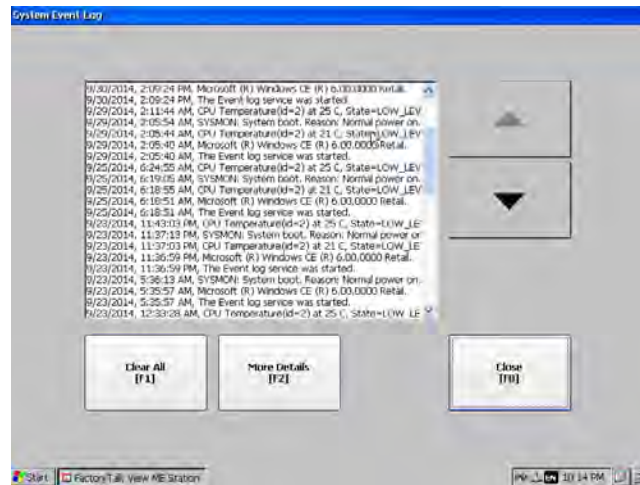 System Event Log
9/30/2014, 2:09:24 PM, Microsoft (R) Windows CE (R) 6.00.0000 Retail.
9/30/2014, 2:09:24 PM, The Event log service was started.
9/29/2014, 2:11:44 AM, CPU Temperature(id=2) at 25 C, State=LOW_LEV
9/29/2014, 2:05:54 AM, SYSMON: System boot. Reason: Normal power on.
9/29/2014, 2:05:44 AM, CPU Temperature(id=2) at 21 C, State=LOW_LEV
9/29/2014, 2:05:40 AM, Microsoft (R) Windows CE (R) 6.00.0000 Retail.
9/29/2014, 2:05:40 AM, The Event log service was started.
9/25/2014, 6:24:55 AM, CPU Temperature(id=2) at 25 C, State=LOW_LEV
9/25/2014, 6:19:05 AM, SYSMON: System boot. Reason: Normal power on.
9/25/2014, 6:18:55 AM, CPU Temperature(id=2) at 21 C, State=LOW_LEV
9/25/2014, 6:18:51 AM, Microsoft (R) Windows CE (R) 6.00.0000 Retail.
9/25/2014, 6:18:51 AM, The Event log service was started.
9/23/2014, 11:43:03 PM, CPU Temperature(id=2) at 25 C, State=LOW_LE
9/23/2014, 11:37:13 PM, SYSMON: System boot. Reason: Normal power or
9/23/2014, 11:37:03 PM, CPU Temperature(id=2) at 21 C, State=LOW_LE
9/23/2014, 11:36:59 PM, Microsoft (R) Windows CE (R) 6.00.0000 Retail.
9/23/2014, 11:36:59 PM, The Event log service was started.
9/23/2014, 5:36:13 AM, SYSMON: System boot. Reason: Normal power on.
9/23/2014, 5:35:57 AM, Microsoft (R) Windows CE (R) 6.00.0000 Retail.
9/23/2014, 5:35:57 AM, The Event log service was started.
9/23/2014, 12:33:28 AM, CPU Temperature(id=2) at 25 C, State=LOW_LE
Clear All
[F1]
More Details
[F2]
Close
[F8]
Start
FactoryTalk View ME Station
EN
10:14 PM